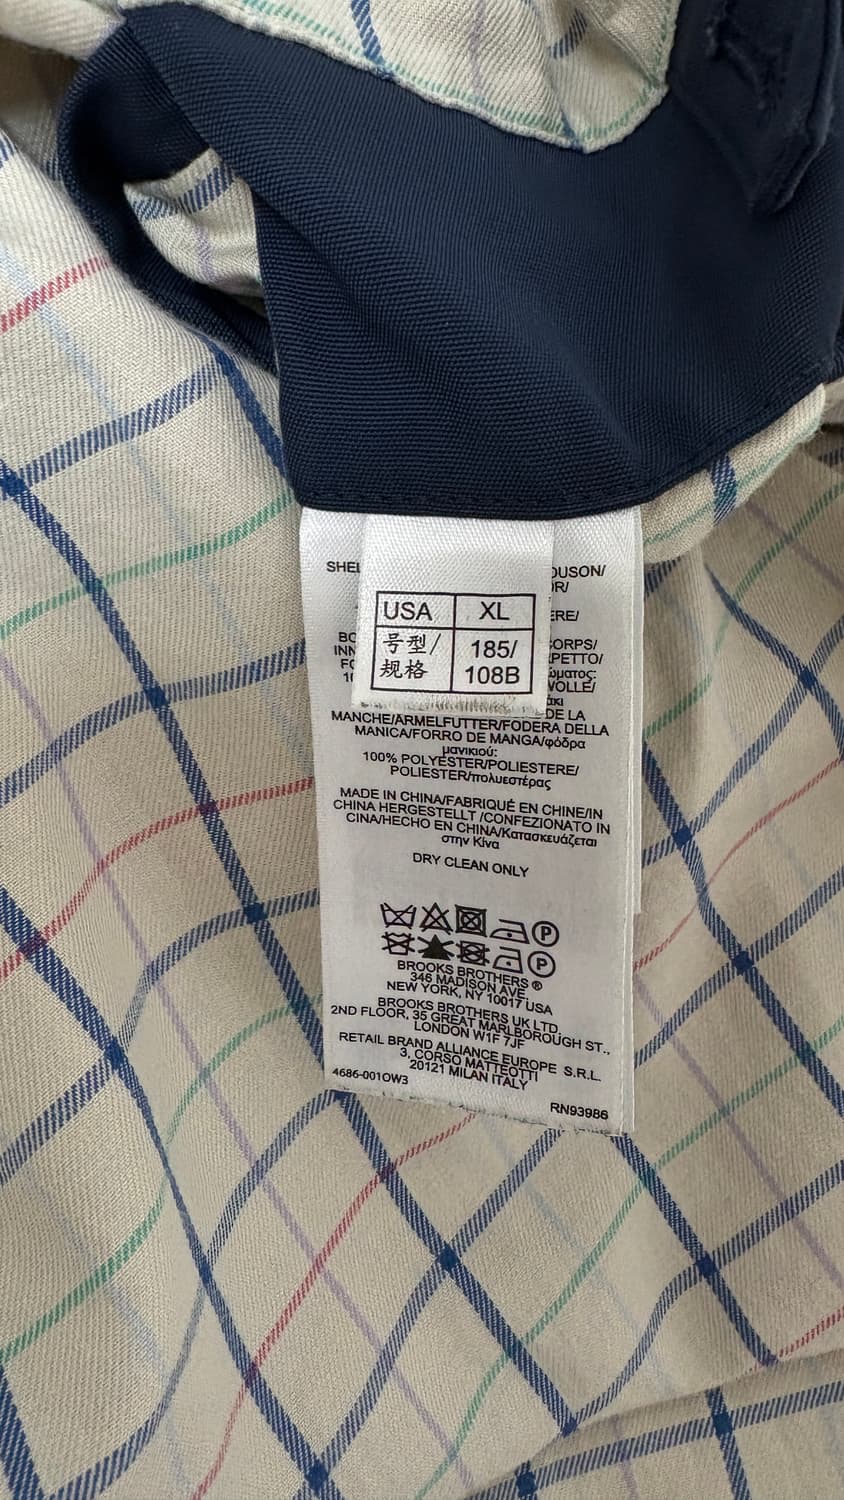 USA XL
号型/ 185/
规格 108B
DE LA
MANCHE/ÄRMELFUTTER/FODERA DELLA
MANICA/FORRO DE MANGA/φόδρα
μανικιού:
100% POLYESTER/POLIESTERE/
POLIESTER/πολυεστέρας
MADE IN CHINA/FABRIQUÉ EN CHINE/IN
CHINA HERGESTELLT /CONFEZIONATO IN
CINA/HECHO EN CHINA/Κατασκευάζεται
στην Κίνα
DRY CLEAN ONLY
P
P
BROOKS BROTHERS ®
346 MADISON AVE.
NEW YORK, NY 10017 USA
BROOKS BROTHERS UK LTD.
2ND FLOOR, 35 GREAT MARLBOROUGH ST.,
LONDON W1F 7JF
RETAIL BRAND ALLIANCE EUROPE S.R.L.
3, CORSO MATTEOTTI
20121 MILAN ITALY
4686-001OW3
RN93986